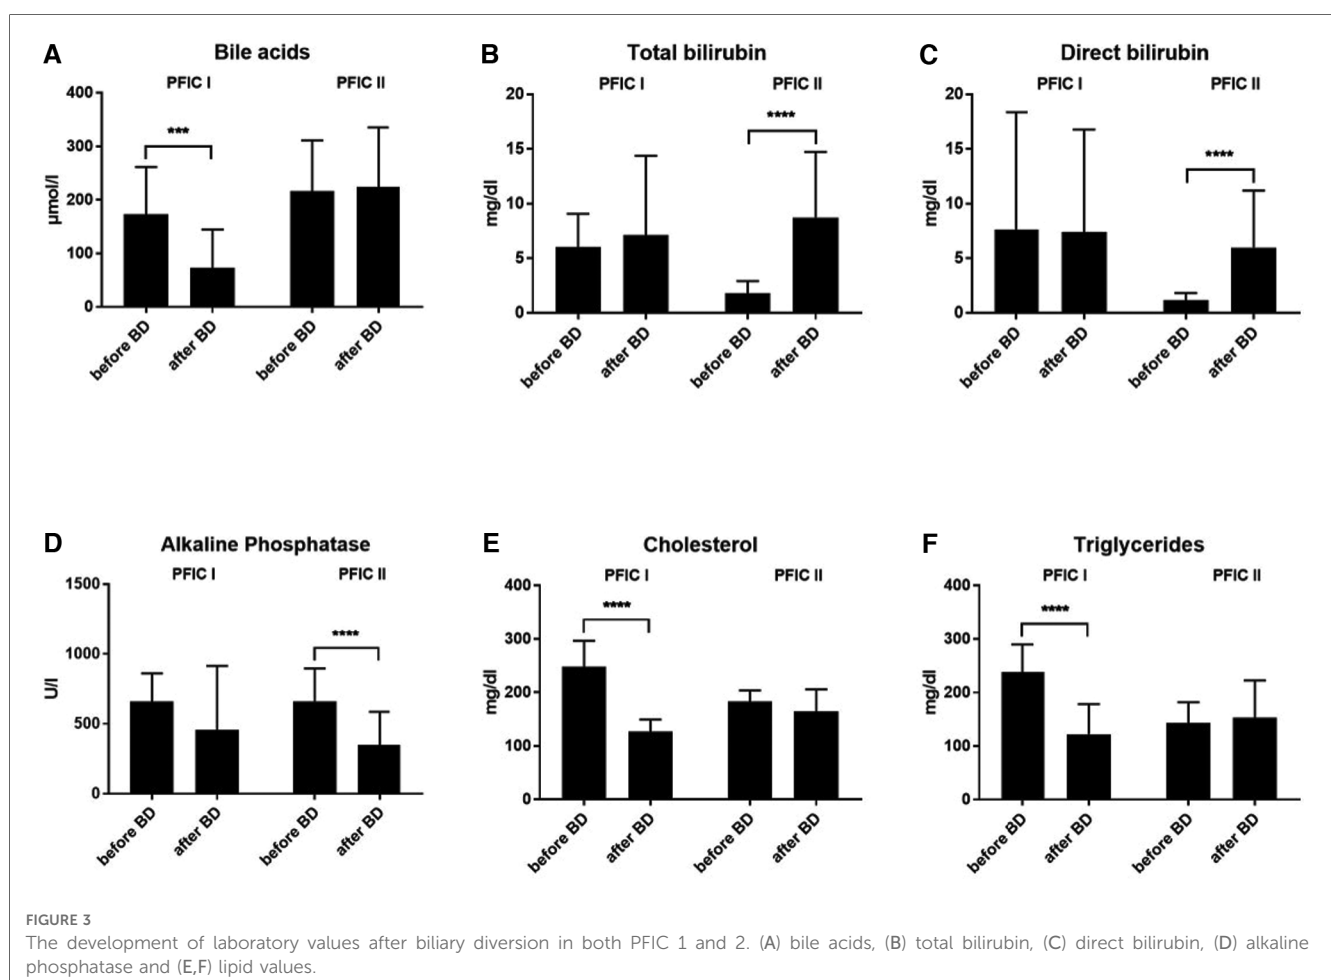 A
Bile acids
PFIC I PFIC II
400
300
200
100
0
µmol/l
***
before BD
after BD
before BD
after BD
B
Total bilirubin
PFIC I PFIC II
20
15
10
5
0
mg/dl
****
before BD
after BD
before BD
after BD
C
Direct bilirubin
PFIC I PFIC II
20
15
10
5
0
mg/dl
****
before BD
after BD
before BD
after BD
D
Alkaline Phosphatase
PFIC I PFIC II
1500
1000
500
0
U/l
****
before BD
after BD
before BD
after BD
E
Cholesterol
PFIC I PFIC II
400
300
200
100
0
mg/dl
****
before BD
after BD
before BD
after BD
F
Triglycerides
PFIC I PFIC II
400
300
200
100
0
mg/dl
****
before BD
after BD
before BD
after BD
FIGURE 3
The development of laboratory values after biliary diversion in both PFIC 1 and 2. (A) bile acids, (B) total bilirubin, (C) direct bilirubin, (D) alkaline
phosphatase and (E,F) lipid values.